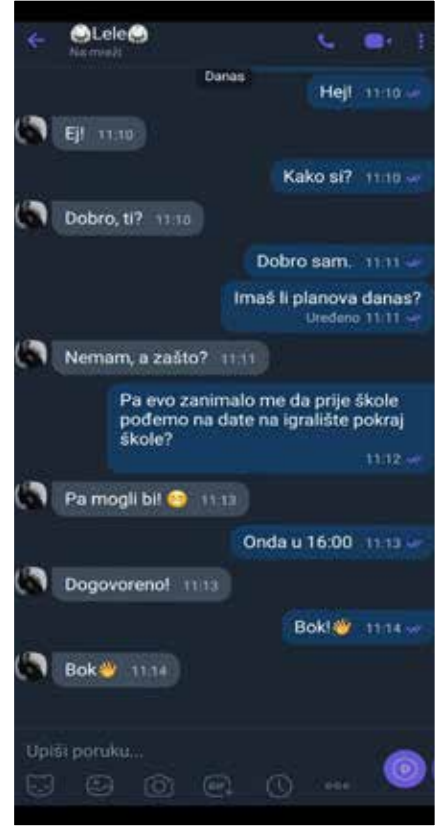 Lele
Na mreži
Danas
Hej! 11:10
Ej! 11:10
Kako si? 11:10
Dobro, ti? 11:10
Dobro sam. 11:11
Imaš li planova danas?
Uređeno 11:11
Nemam, a zašto? 11:11
Pa evo zanimalo me da prije škole
pođemo na date na igralište pokraj
škole?
11:12
Pa mogli bi! 😁 11:13
Onda u 16:00 11:13
Dogovoreno! 11:13
Bok!👋 11:14
Bok👋 11:14
Upiši poruku...
GIF